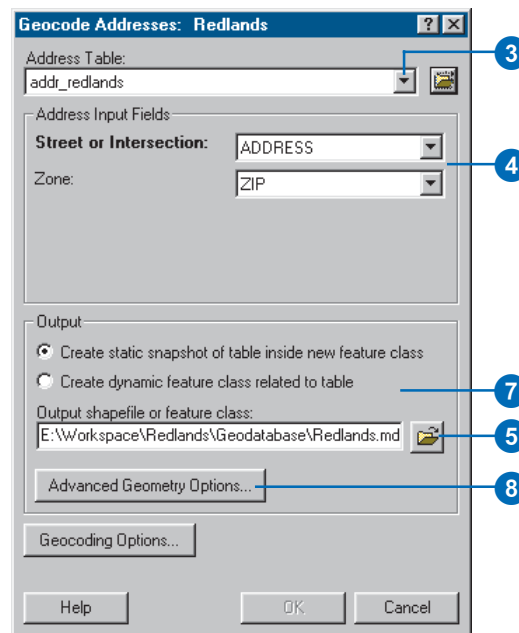 Geocode Addresses: Redlands
Address Table:
addr_redlands
3
Address Input Fields
Street or Intersection: ADDRESS
4
Zone: ZIP
Output
Create static snapshot of table inside new feature class
Create dynamic feature class related to table
7
Output shapefile or feature class:
E:\Workspace\Redlands\Geodatabase\Redlands.md
5
Advanced Geometry Options...
8
Geocoding Options...
Help OK Cancel